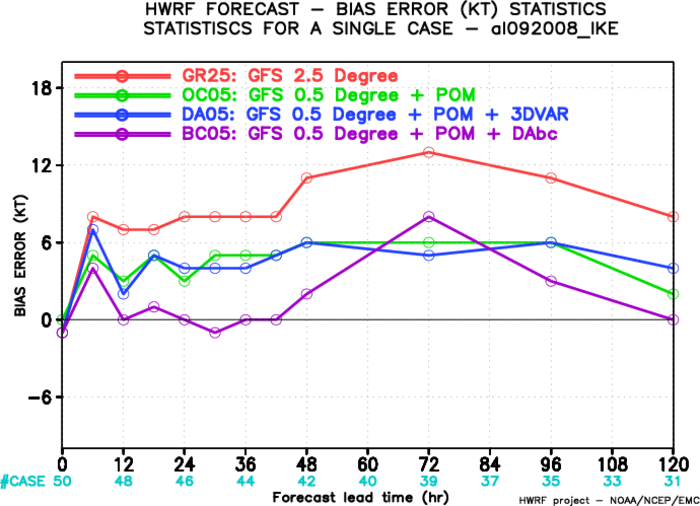 HWRF FORECAST – BIAS ERROR (KT) STATISTICS
STATISTISCS FOR A SINGLE CASE – al092008_IKE
GR25: GFS 2.5 Degree
OC05: GFS 0.5 Degree + POM
DA05: GFS 0.5 Degree + POM + 3DVAR
BC05: GFS 0.5 Degree + POM + DAbc
18
12
6
0
−6
BIAS ERROR (KT)
0 12 24 36 48 60 72 84 96 108 120
#CASE 50 48 46 44 42 40 39 37 35 33 31
Forecast lead time (hr)
HWRF project – NOAA/NCEP/EMC